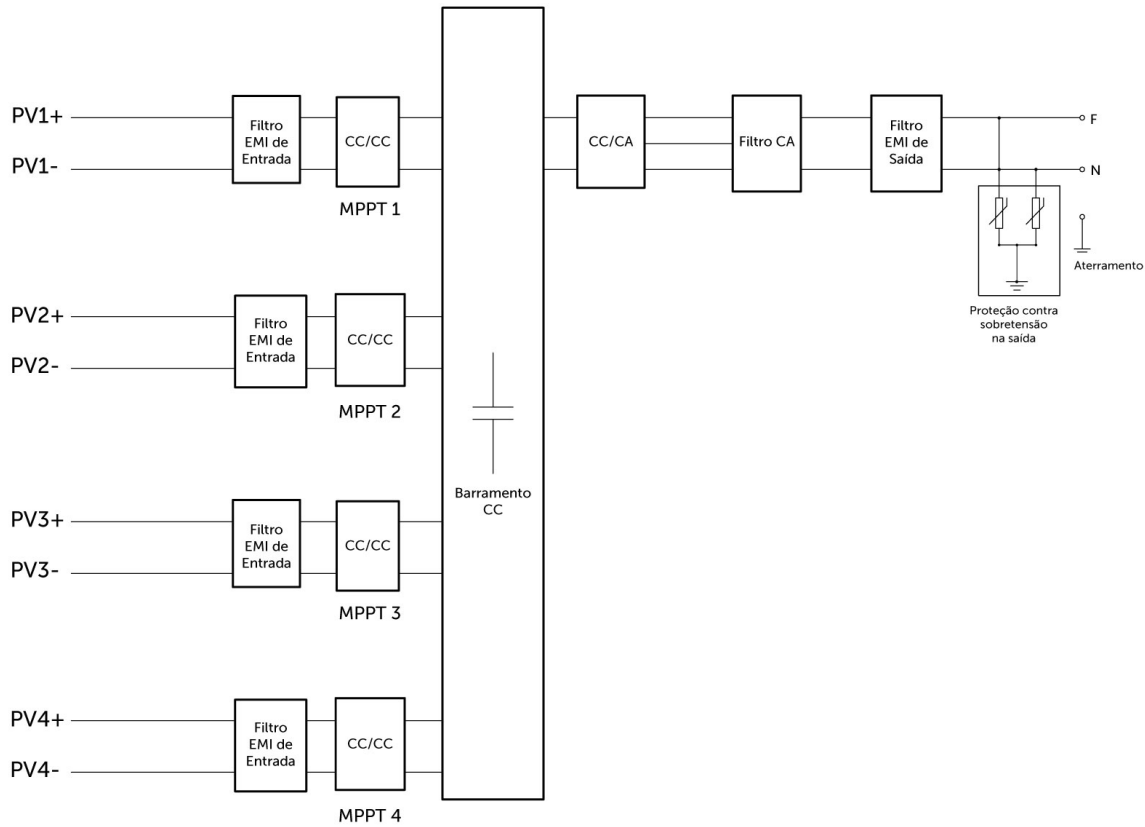 PV1+
PV1-
Filtro
EMI de
Entrada
CC/CC
MPPT 1
PV2+
PV2-
Filtro
EMI de
Entrada
CC/CC
MPPT 2
PV3+
PV3-
Filtro
EMI de
Entrada
CC/CC
MPPT 3
PV4+
PV4-
Filtro
EMI de
Entrada
CC/CC
MPPT 4
Barramento
CC
CC/CA
Filtro CA
Filtro
EMI de
Saída
F
N
Aterramento
Proteção contra
sobretensão
na saída